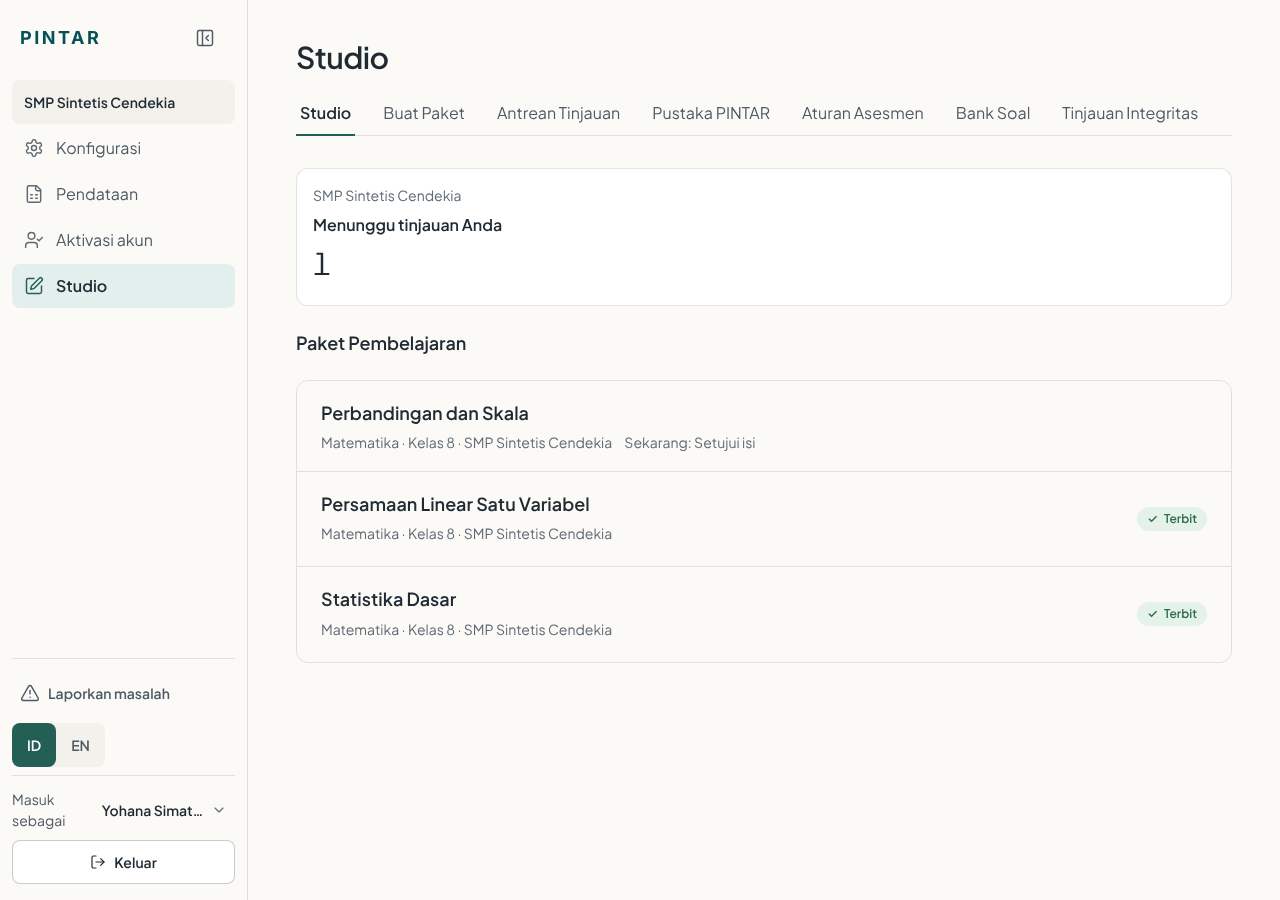 PINTAR
SMP Sintetis Cendekia
Konfigurasi
Pendataan
Aktivasi akun
Studio
Laporkan masalah
ID EN
Masuk sebagai
Yohana Simat…
Keluar
Studio
Studio Buat Paket Antrean Tinjauan Pustaka PINTAR Aturan Asesmen Bank Soal Tinjauan Integritas
SMP Sintetis Cendekia
Menunggu tinjauan Anda
1
Paket Pembelajaran
Perbandingan dan Skala
Matematika · Kelas 8 · SMP Sintetis Cendekia Sekarang: Setujui isi
Persamaan Linear Satu Variabel
Matematika · Kelas 8 · SMP Sintetis Cendekia
Terbit
Statistika Dasar
Matematika · Kelas 8 · SMP Sintetis Cendekia
Terbit